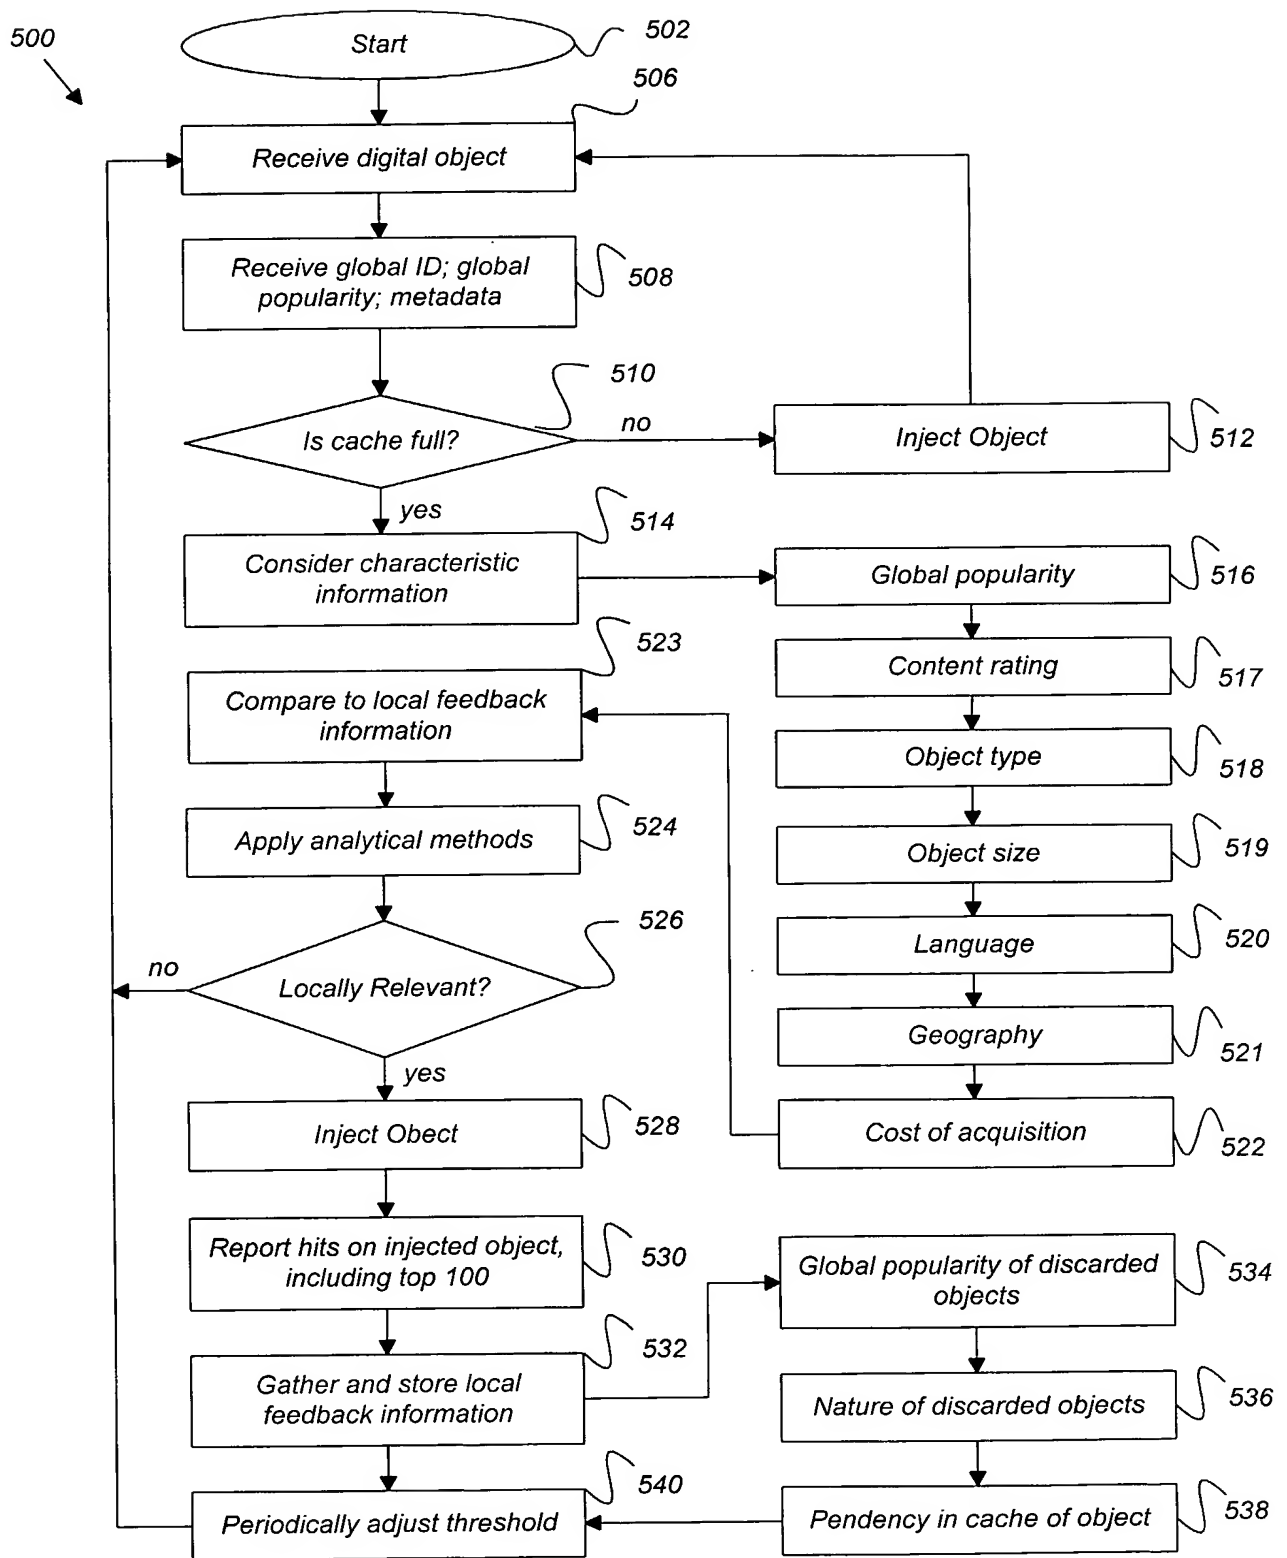 500
Start
502
506
Receive digital object
Receive global ID; global
popularity; metadata
508
510
Is cache full?
no
Inject Object
512
yes
514
Consider characteristic
information
Global popularity
516
523
Content rating
517
Compare to local feedback
information
Object type
518
Apply analytical methods
524
Object size
519
526
Language
520
no
Locally Relevant?
Geography
521
yes
Inject Obect
528
Cost of acquisition
522
Report hits on injected object,
including top 100
530
Global popularity of discarded
objects
534
532
Gather and store local
feedback information
Nature of discarded objects
536
540
Periodically adjust threshold
Pendency in cache of object
538